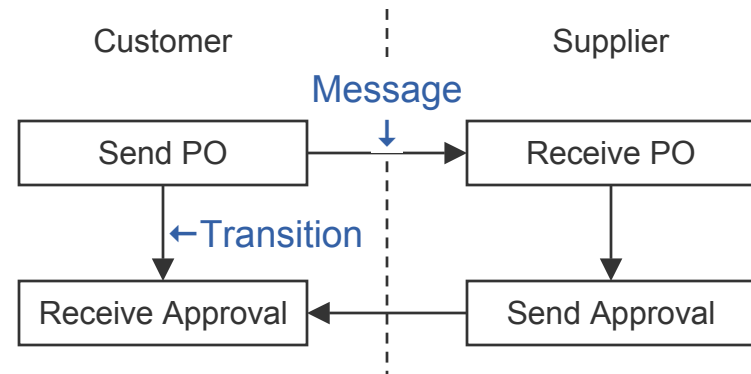 Customer
Supplier
Message
Send PO
Receive PO
Transition
Receive Approval
Send Approval